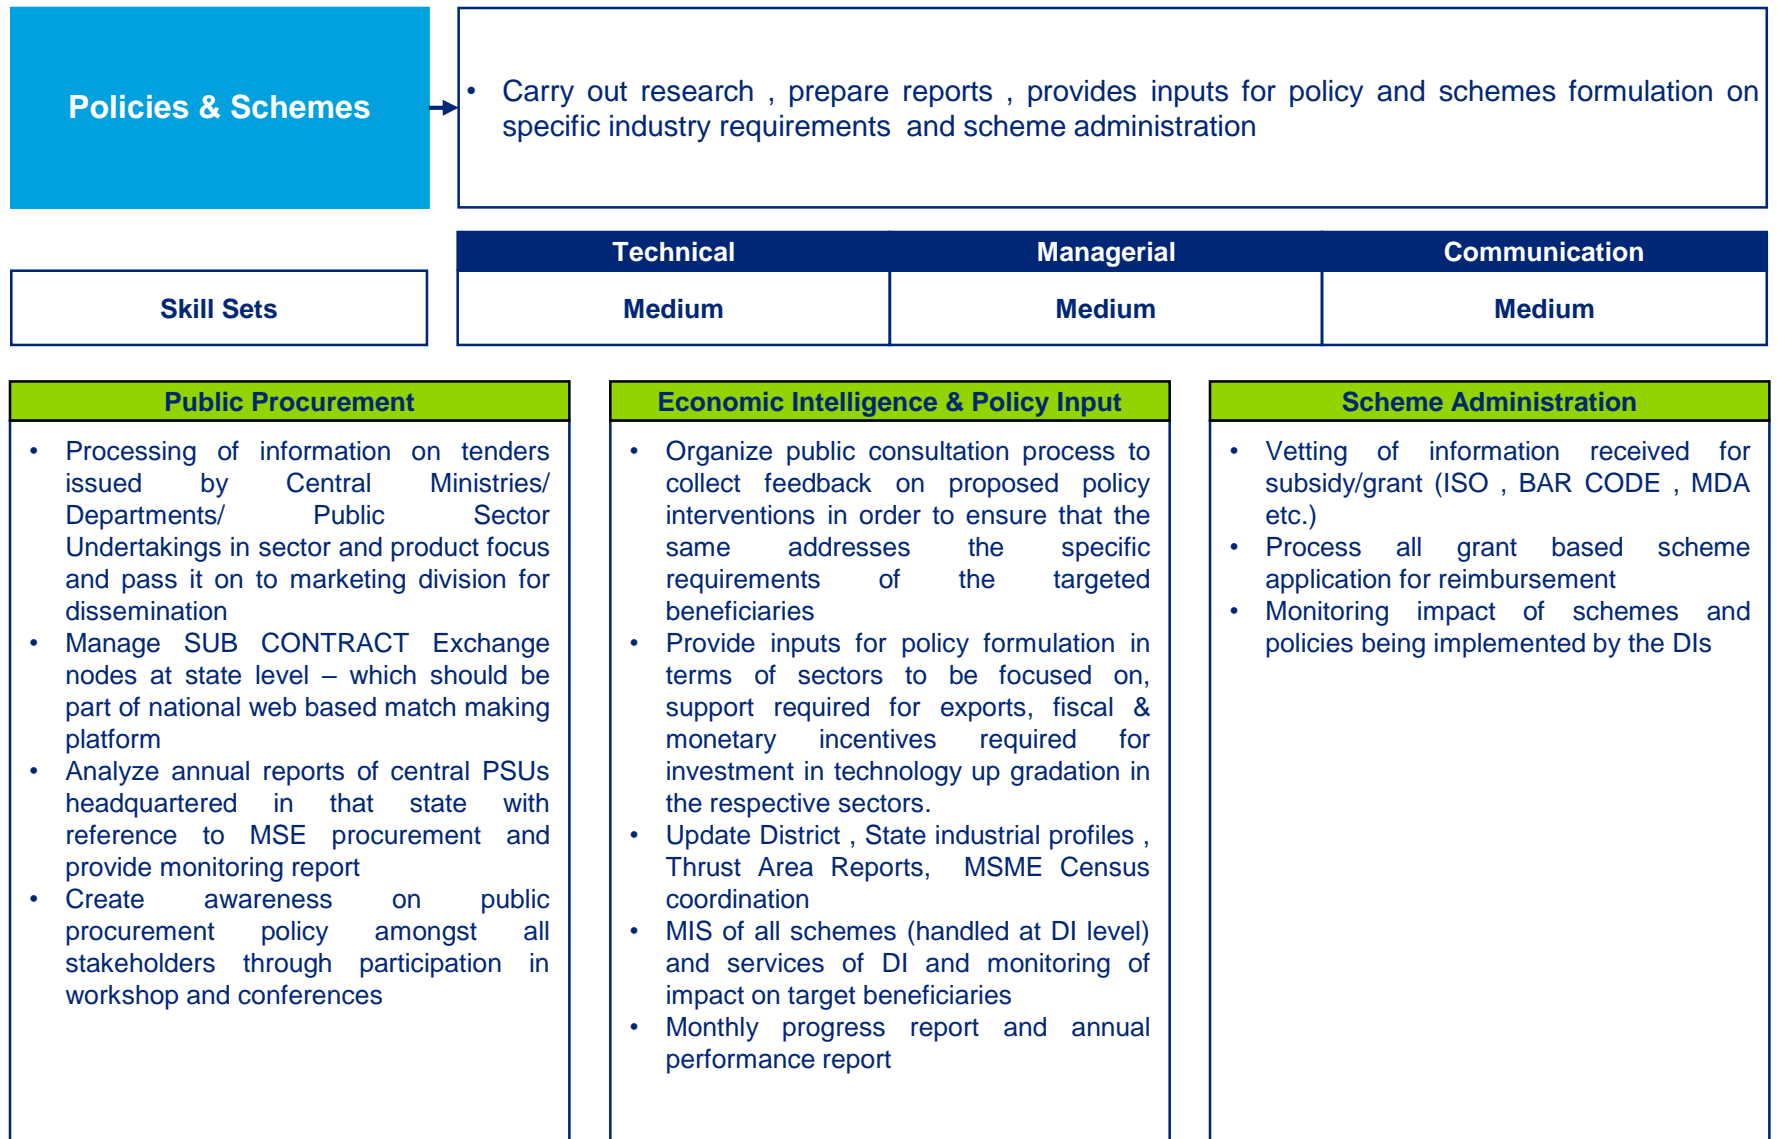 Policies & Schemes
• Carry out research , prepare reports , provides inputs for policy and schemes formulation on
specific industry requirements and scheme administration
Technical
Managerial
Communication
Skill Sets
Medium
Medium
Medium
Public Procurement
• Processing of information on tenders
issued by Central Ministries/
Departments/ Public Sector
Undertakings in sector and product focus
and pass it on to marketing division for
dissemination
• Manage SUB CONTRACT Exchange
nodes at state level – which should be
part of national web based match making
platform
• Analyze annual reports of central PSUs
headquartered in that state with
reference to MSE procurement and
provide monitoring report
• Create awareness on public
procurement policy amongst all
stakeholders through participation in
workshop and conferences
Economic Intelligence & Policy Input
• Organize public consultation process to
collect feedback on proposed policy
interventions in order to ensure that the
same addresses the specific
requirements of the targeted
beneficiaries
• Provide inputs for policy formulation in
terms of sectors to be focused on,
support required for exports, fiscal &
monetary incentives required for
investment in technology up gradation in
the respective sectors.
• Update District , State industrial profiles ,
Thrust Area Reports, MSME Census
coordination
• MIS of all schemes (handled at DI level)
and services of DI and monitoring of
impact on target beneficiaries
• Monthly progress report and annual
performance report
Scheme Administration
• Vetting of information received for
subsidy/grant (ISO , BAR CODE , MDA
etc.)
• Process all grant based scheme
application for reimbursement
• Monitoring impact of schemes and
policies being implemented by the DIs